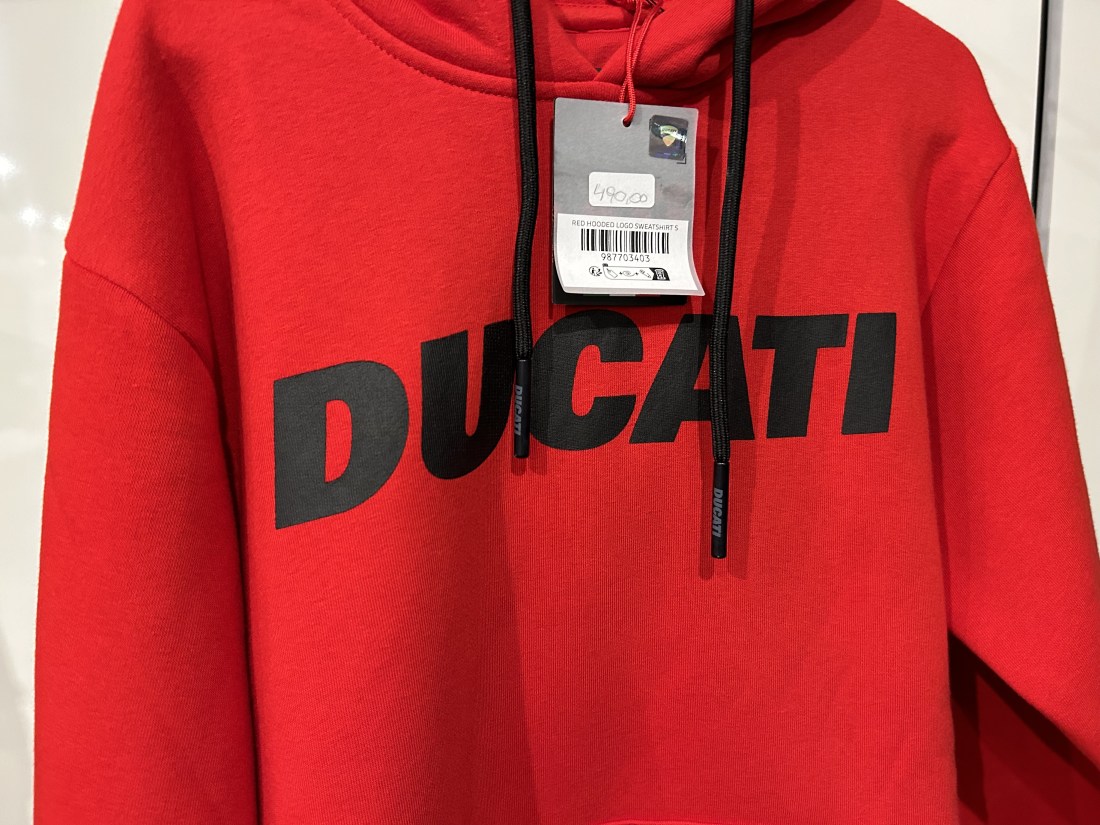 490,00
RED HOODED LOGO SWEATSHIRT S
987703403
DUCATI
DUCATI
DUCATI